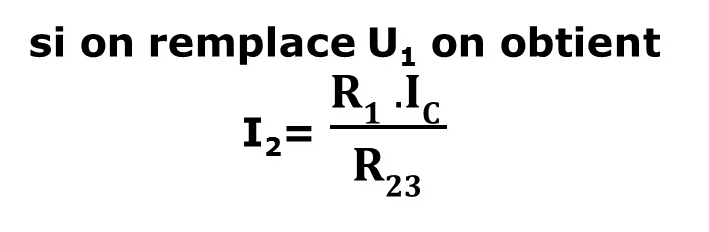 si on remplace U₁ on obtient
I₂= R₁ .I_C / R₂₃